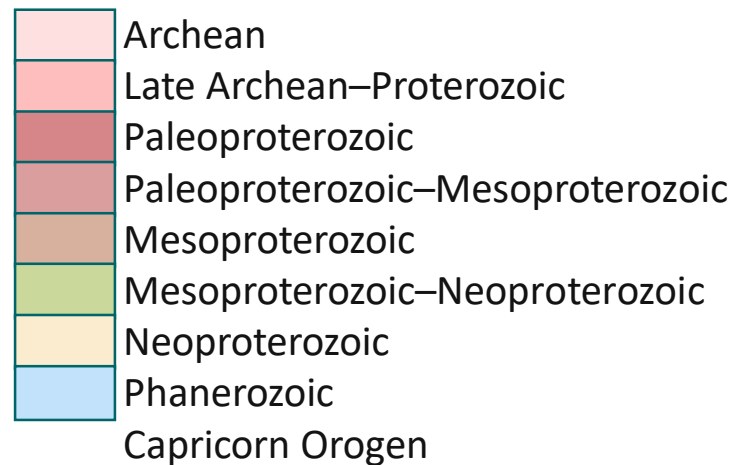 Archean
Late Archean–Proterozoic
Paleoproterozoic
Paleoproterozoic–Mesoproterozoic
Mesoproterozoic
Mesoproterozoic–Neoproterozoic
Neoproterozoic
Phanerozoic
Capricorn Orogen